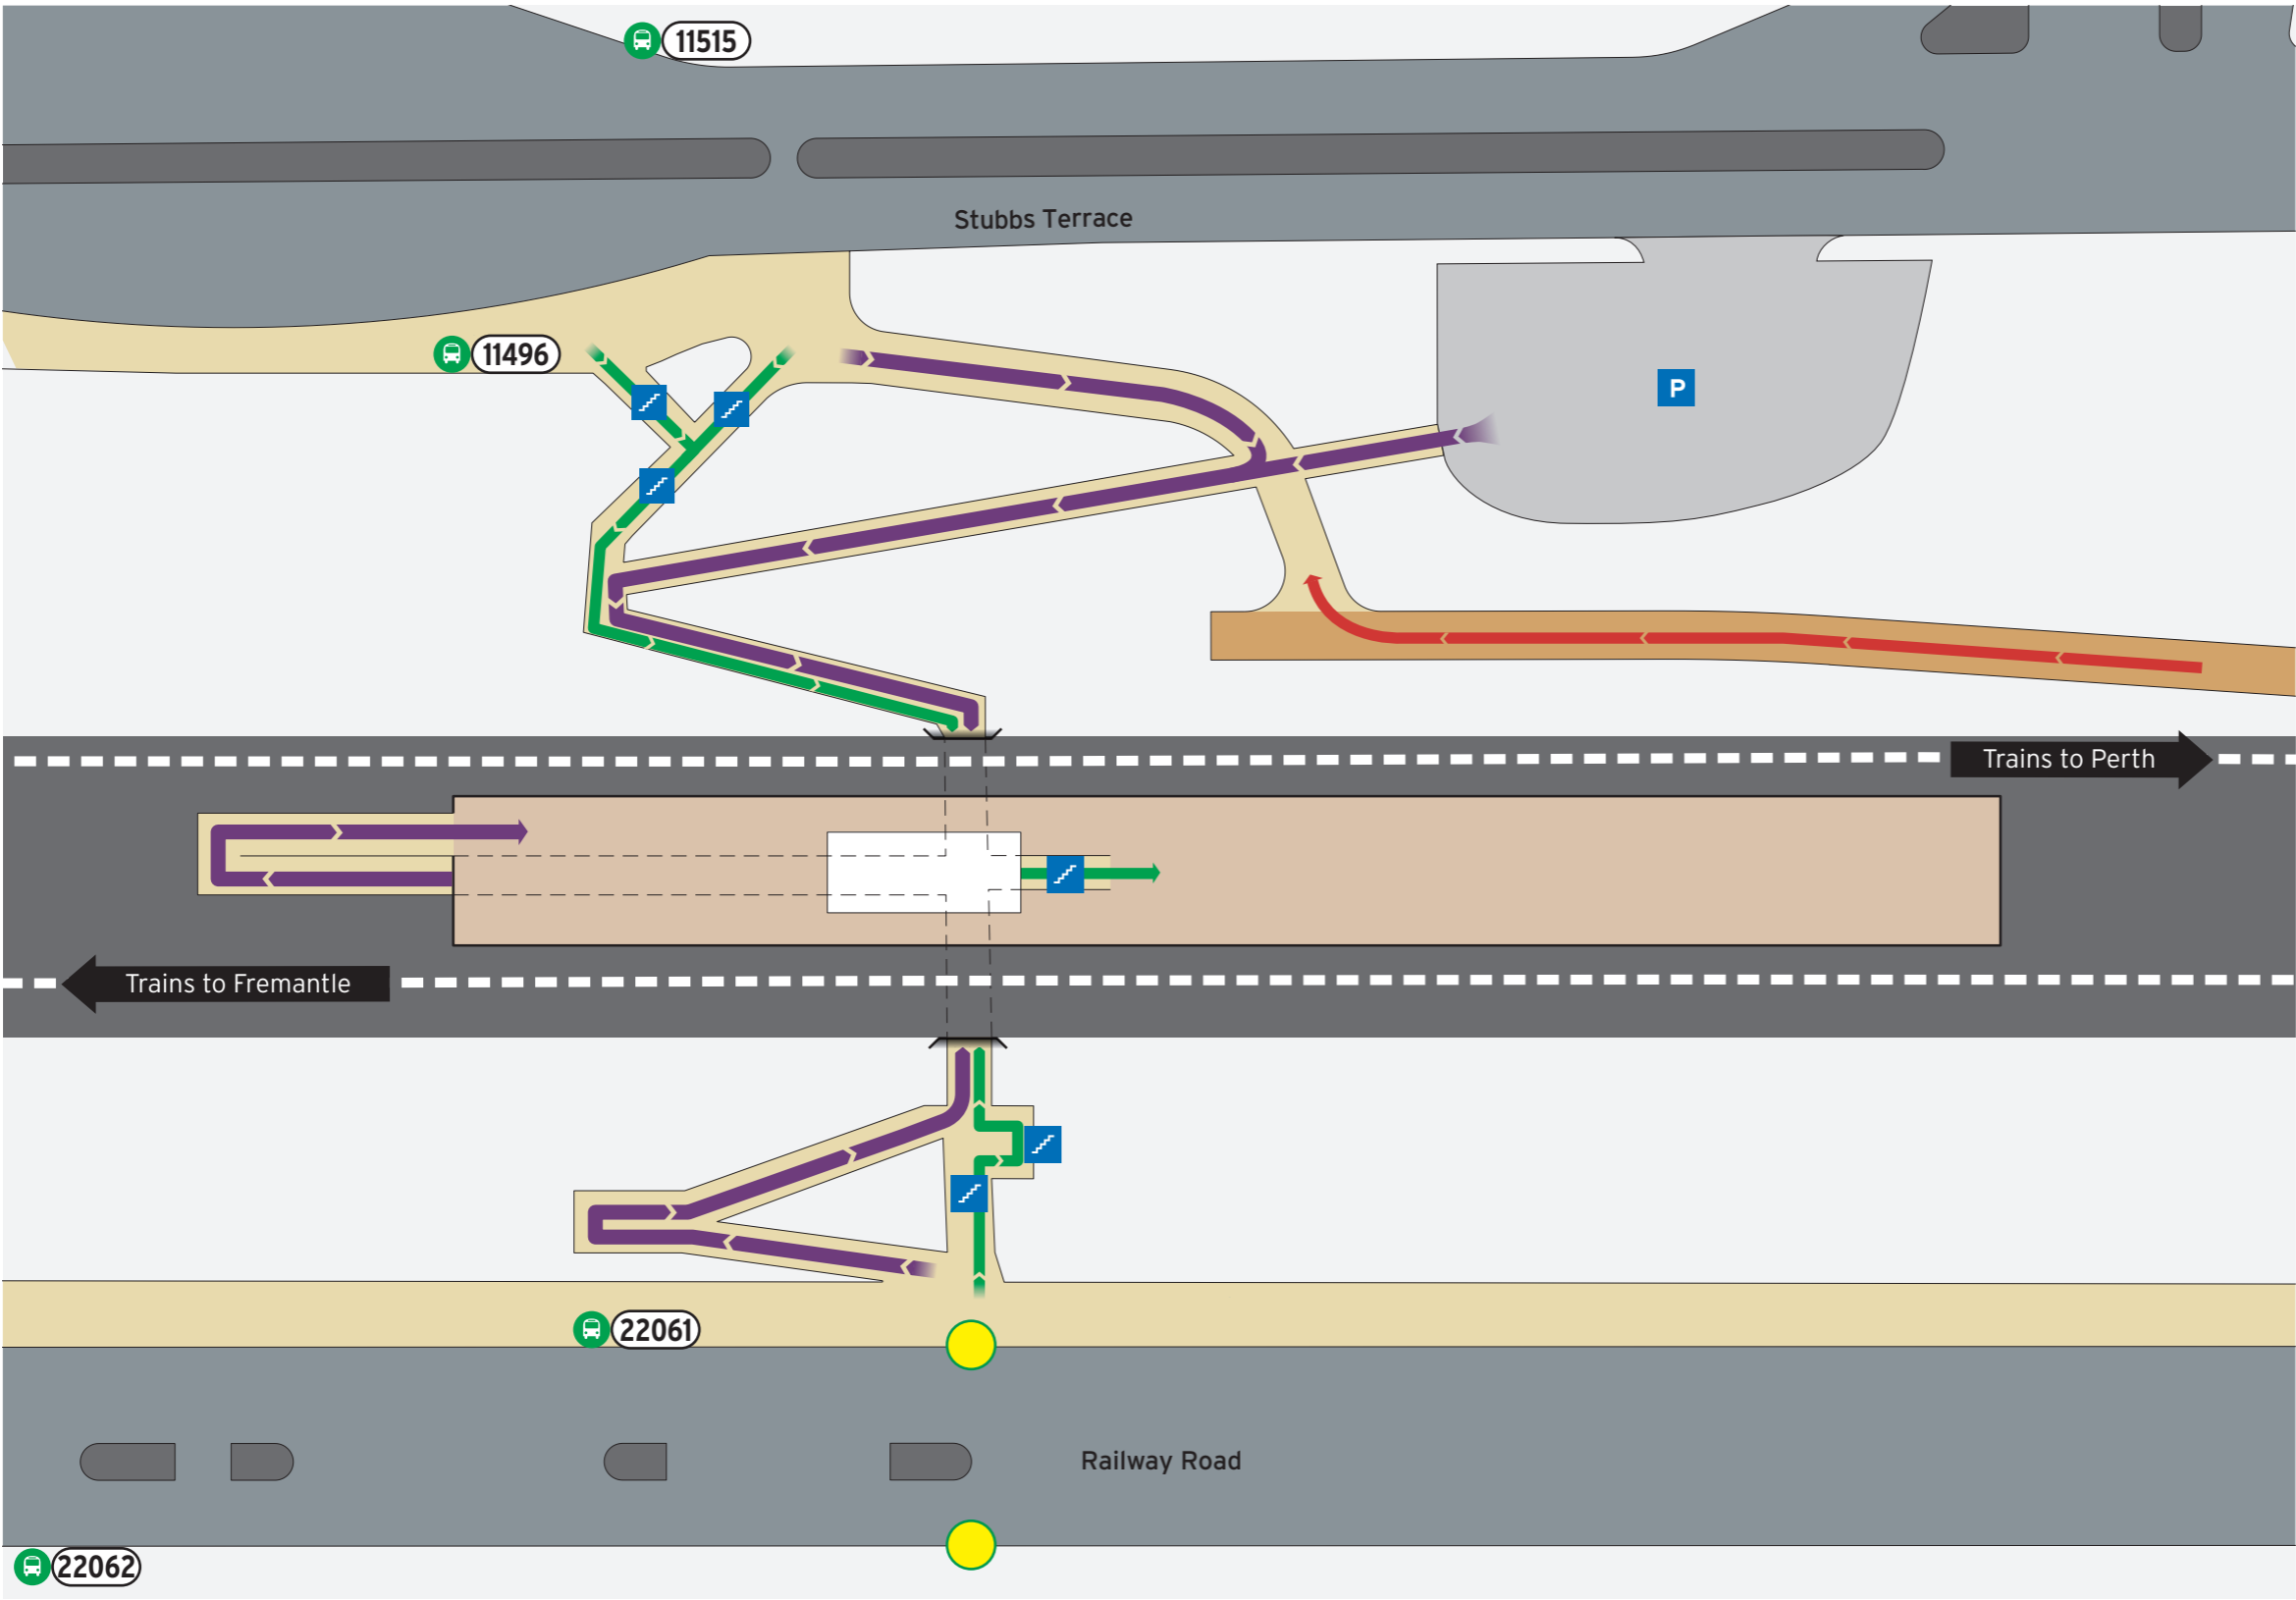 11515
Stubbs Terrace
11496
P
Trains to Perth
Trains to Fremantle
22061
Railway Road
22062